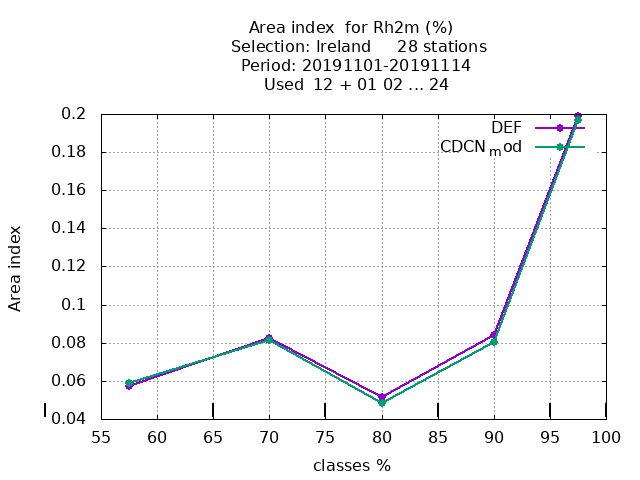 Area index  for Rh2m (%)
Selection: Ireland     28 stations
Period: 20191101-20191114
Used  12 + 01 02 ... 24
DEF
CDCNmod
0.2
0.18
0.16
0.14
0.12
0.1
0.08
0.06
0.04
Area index
55 60 65 70 75 80 85 90 95 100
classes %